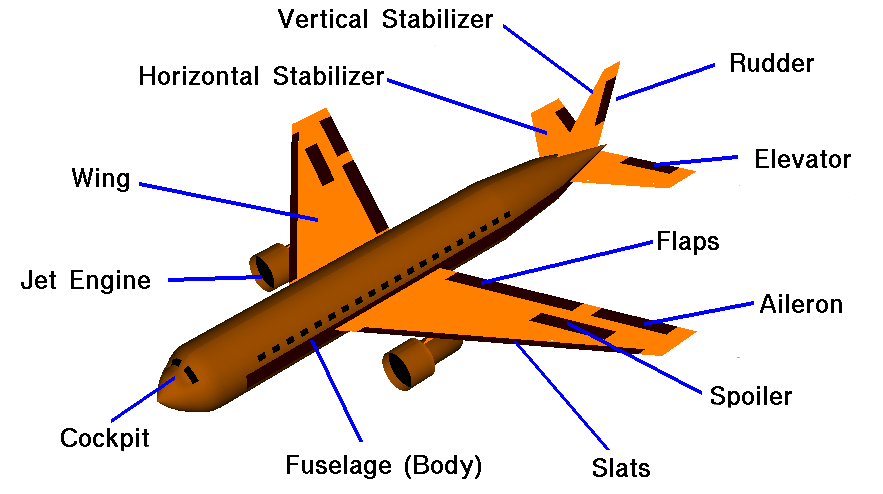 Vertical Stabilizer
Horizontal Stabilizer
Rudder
Elevator
Wing
Flaps
Jet Engine
Aileron
Spoiler
Cockpit
Fuselage (Body)
Slats